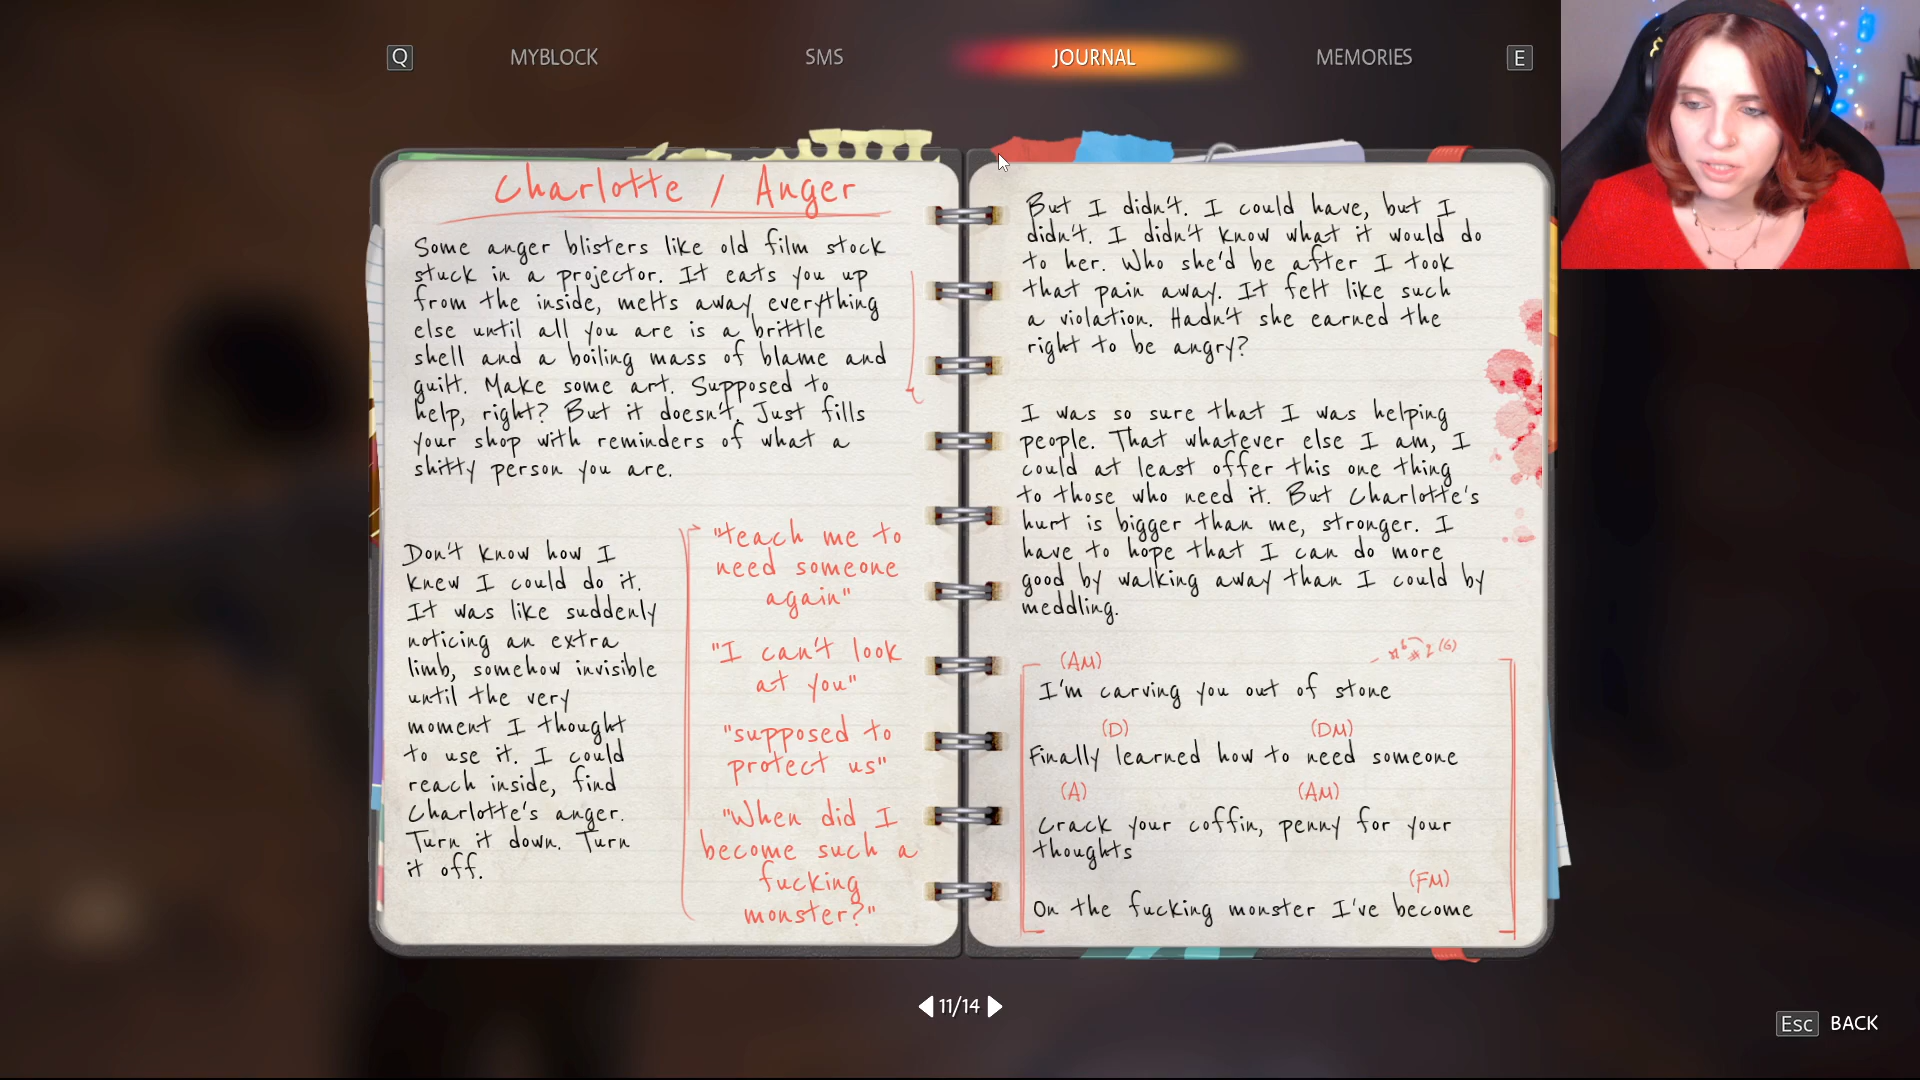 Q
MYBLOCK
SMS
JOURNAL
MEMORIES
E
Charlotte / Anger
Some anger blisters like old film stock
stuck in a projector. It eats you up
from the inside, melts away everything
else until all you are is a brittle
shell and a boiling mass of blame and
guilt. Make some art. Supposed to
help, right? But it doesn't. Just fills
your shop with reminders of what a
shitty person you are.
Don't know how I
knew I could do it.
It was like suddenly
noticing an extra
limb, somehow invisible
until the very
moment I thought
to use it. I could
reach inside, find
Charlotte's anger.
Turn it down. Turn
it off.
"teach me to
need someone
again"
"I can't look
at you"
"supposed to
protect us"
"When did I
become such a
fucking
monster?"
But I didn't. I could have, but I
didn't. I didn't know what it would do
to her. Who she'd be after I took
that pain away. It felt like such
a violation. Hadn't she earned the
right to be angry?
I was so sure that I was helping
people. That whatever else I am, I
could at least offer this one thing
to those who need it. But Charlotte's
hurt is bigger than me, stronger. I
have to hope that I can do more
good by walking away than I could by
meddling.
(AM)
I'm carving you out of stone
(D) (DM)
Finally learned how to need someone
(A) (AM)
Crack your coffin, penny for your
thoughts
(FM)
On the fucking monster I've become
11/14
Esc BACK